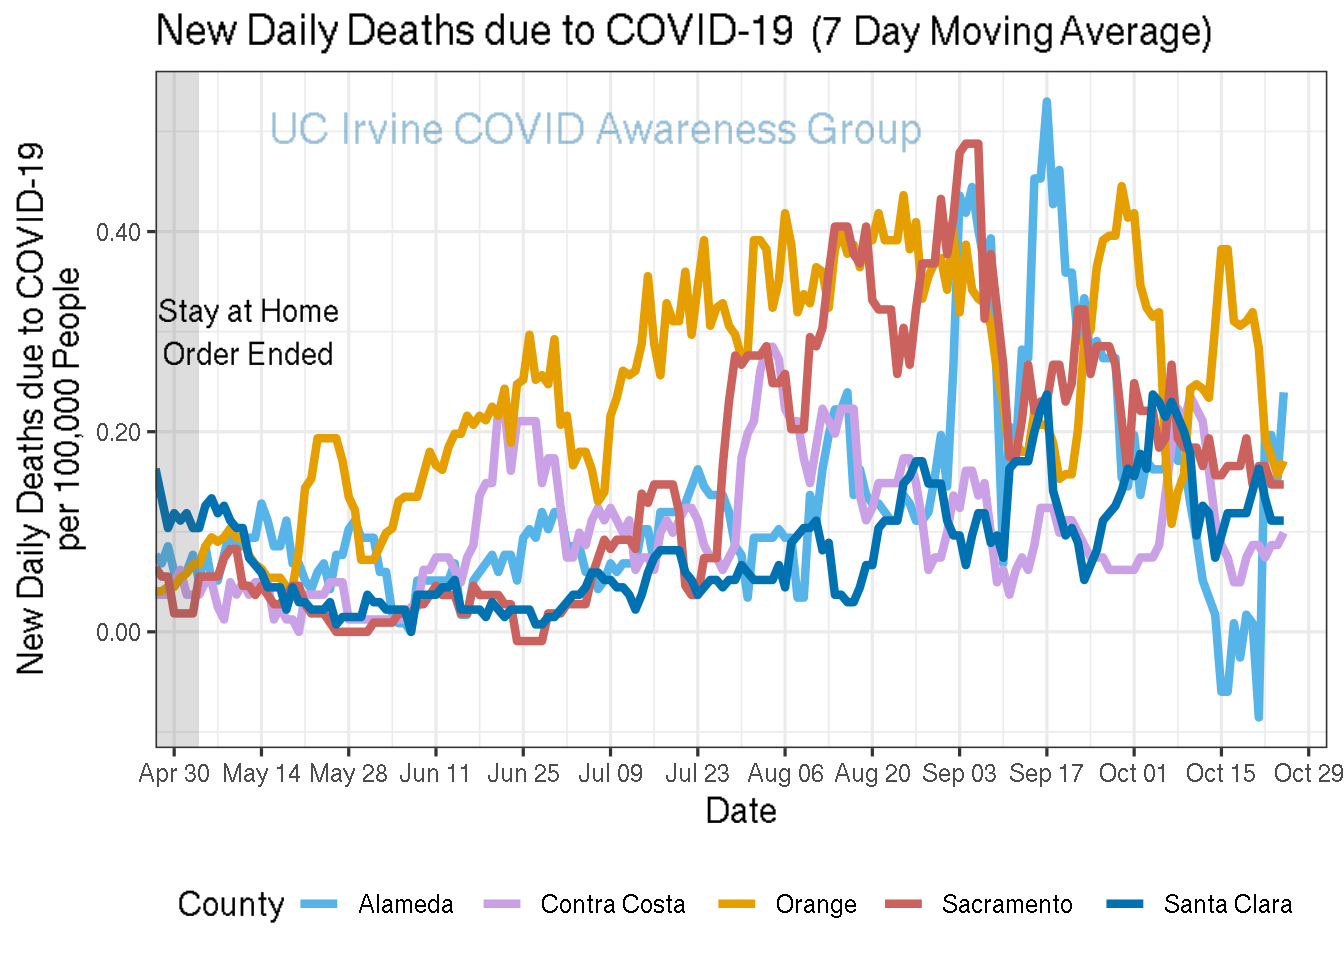 New Daily Deaths due to COVID-19 (7 Day Moving Average)
UC Irvine COVID Awareness Group
New Daily Deaths due to COVID-19
per 100,000 People
0.40
0.20
0.00
Stay at Home
Order Ended
Apr 30 May 14 May 28 Jun 11 Jun 25 Jul 09 Jul 23 Aug 06 Aug 20 Sep 03 Sep 17 Oct 01 Oct 15 Oct 29
Date
County Alameda Contra Costa Orange Sacramento Santa Clara